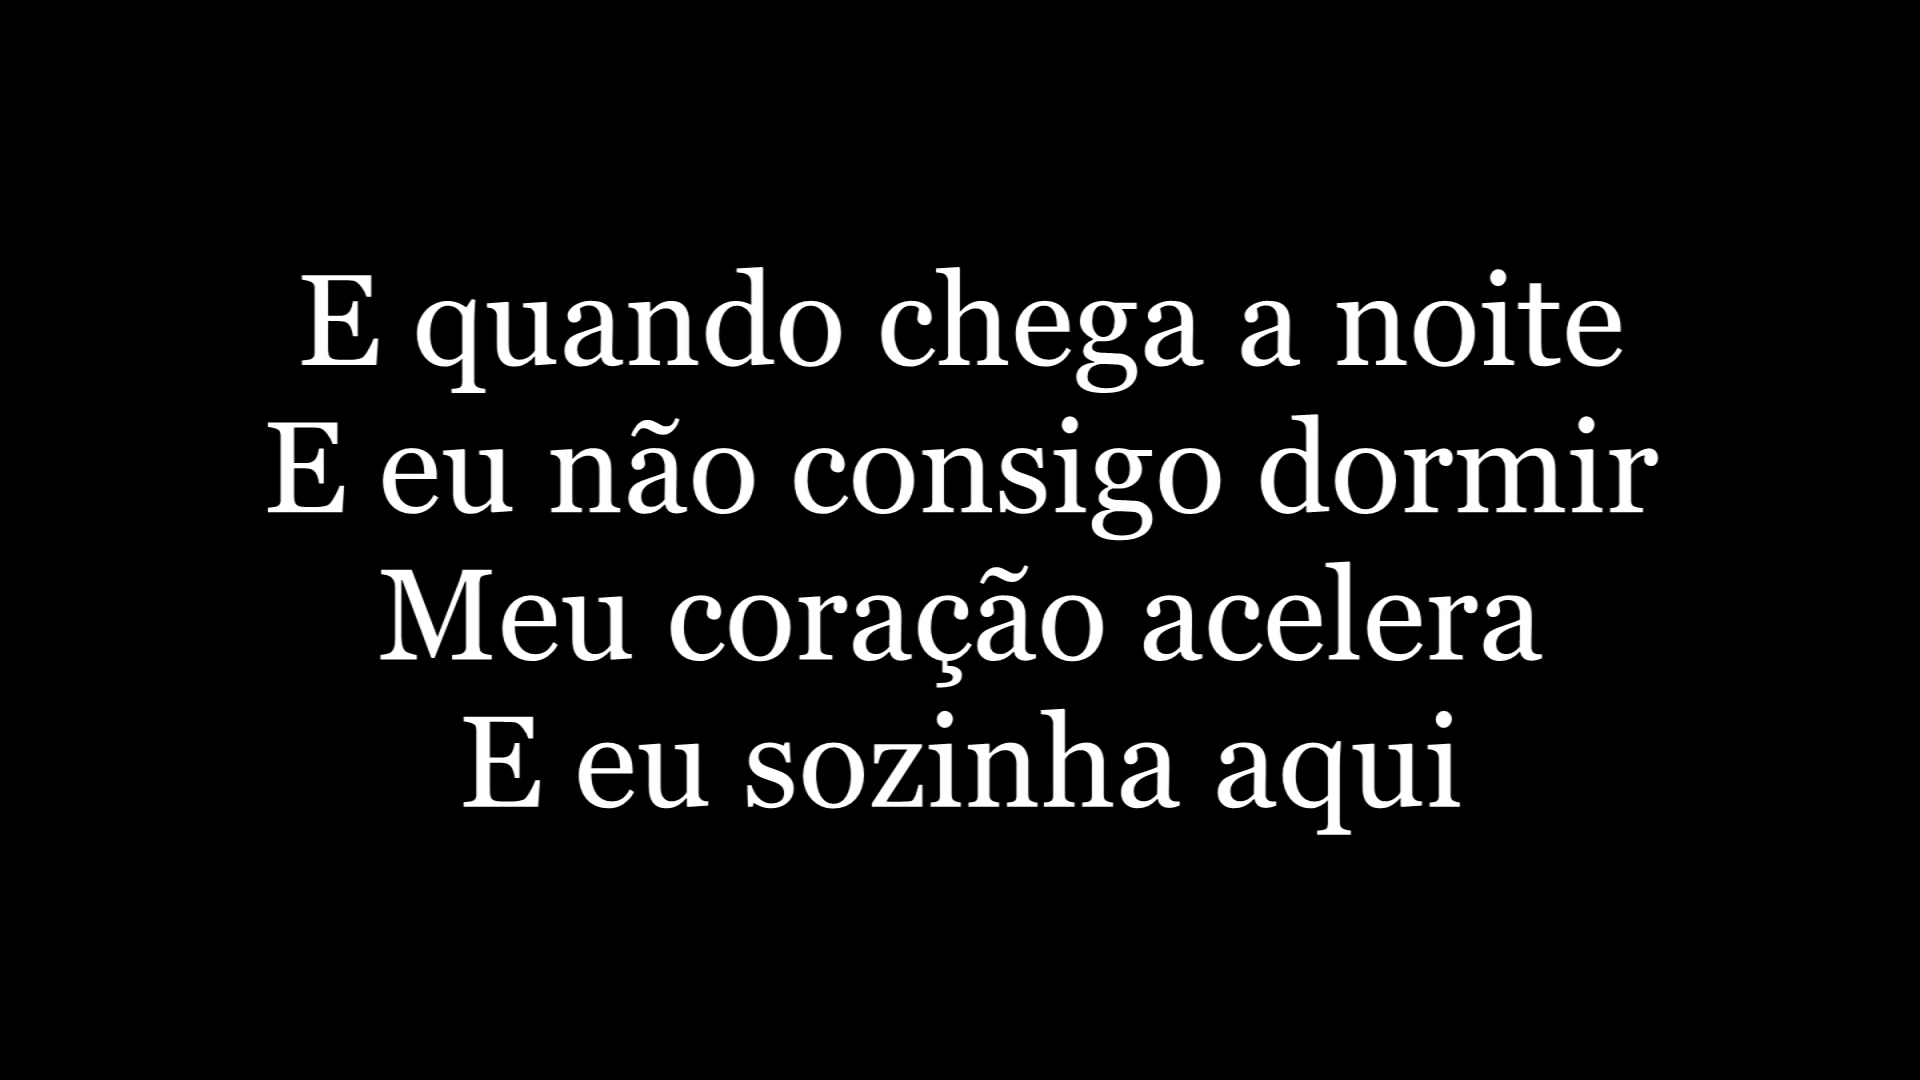 E quando chega a noite
E eu não consigo dormir
Meu coração acelera
E eu sozinha aqui